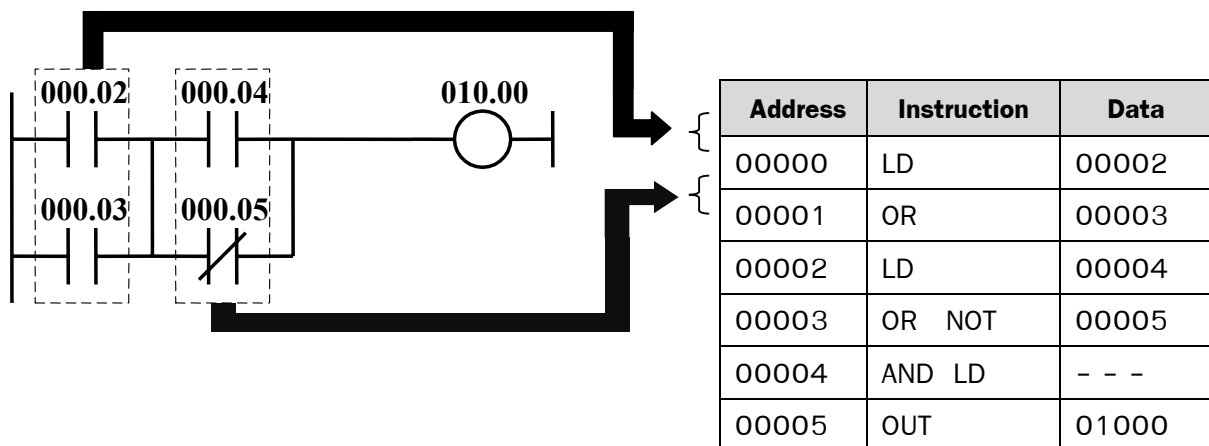 000.02 000.04 010.00
000.03 000.05
Address Instruction Data
00000 LD 00002
00001 OR 00003
00002 LD 00004
00003 OR NOT 00005
00004 AND LD - - -
00005 OUT 01000